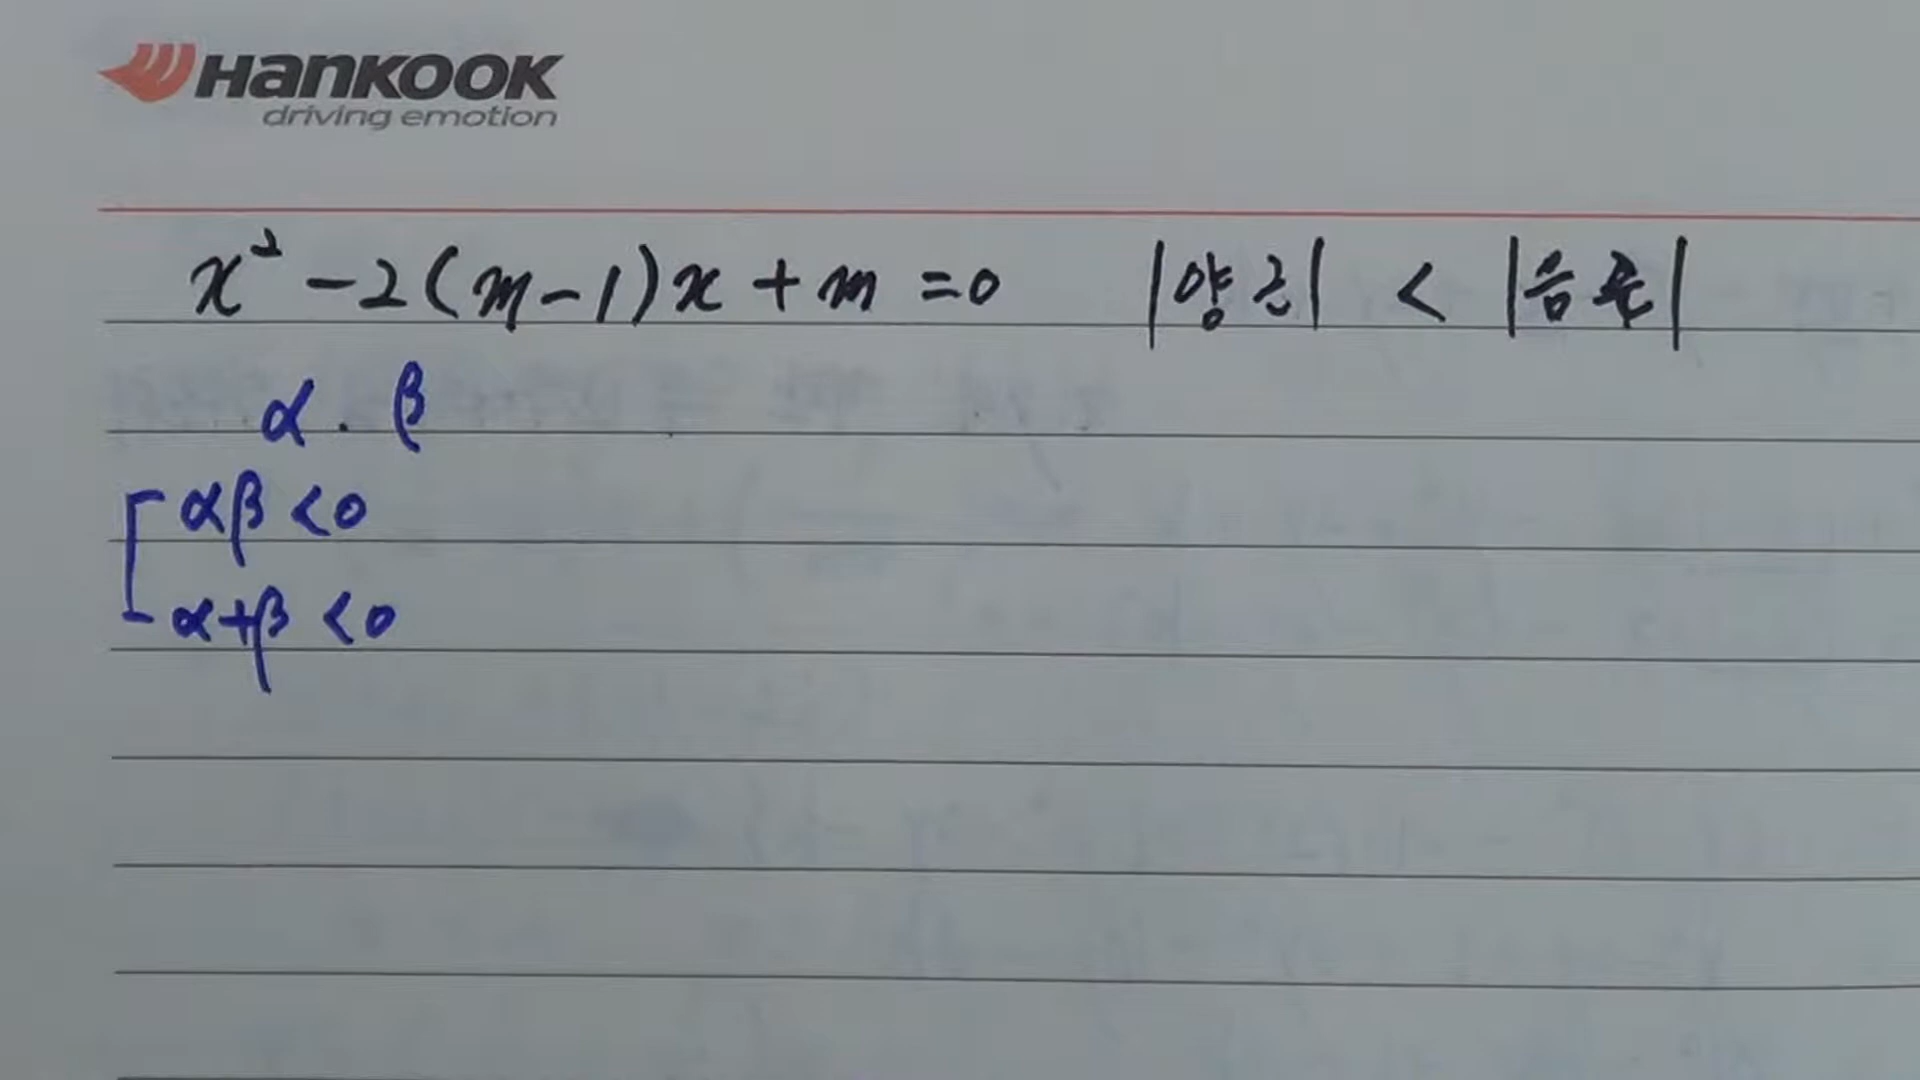 HANKOOK
driving emotion
x² - 2(m-1)x + m = 0 |양근| < |음근|
α . β
αβ < 0
α+β < 0